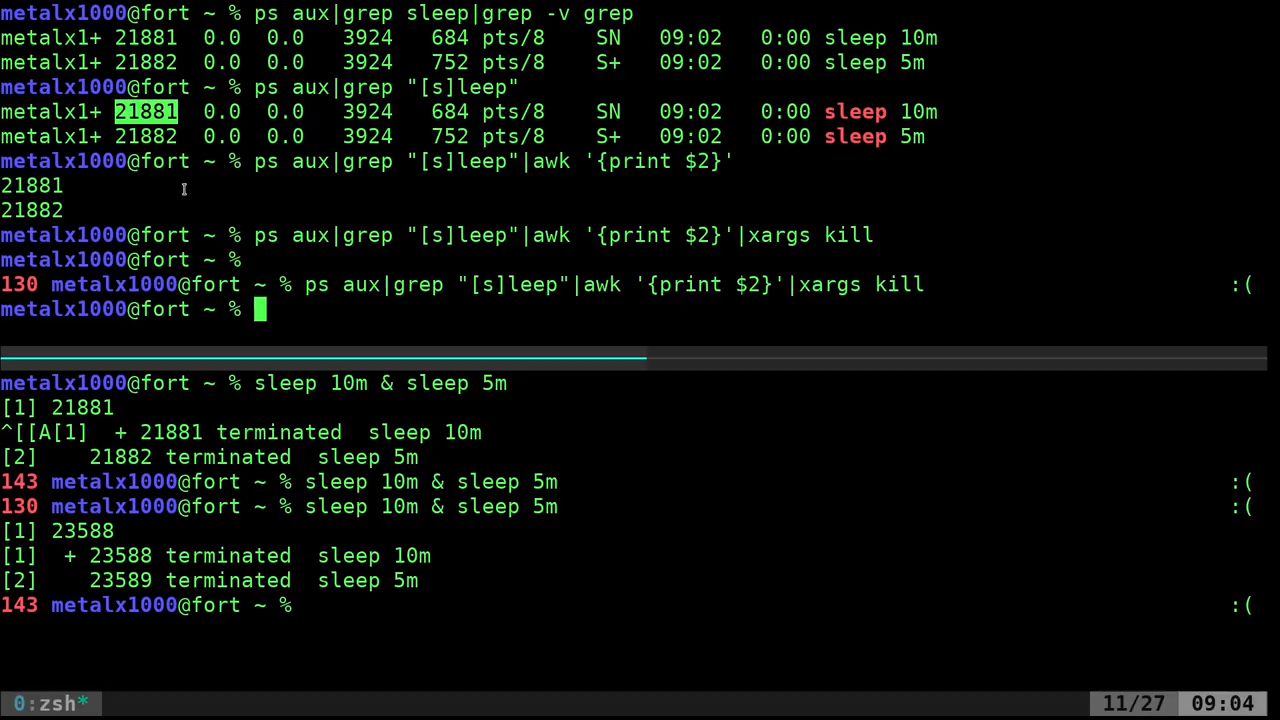 metalx1000@fort ~ % ps aux|grep sleep|grep -v grep
metalx1+ 21881  0.0  0.0   3924   684 pts/8    SN   09:02   0:00 sleep 10m
metalx1+ 21882  0.0  0.0   3924   752 pts/8    S+   09:02   0:00 sleep 5m
metalx1000@fort ~ % ps aux|grep "[s]leep"
metalx1+ 21881  0.0  0.0   3924   684 pts/8    SN   09:02   0:00 sleep 10m
metalx1+ 21882  0.0  0.0   3924   752 pts/8    S+   09:02   0:00 sleep 5m
metalx1000@fort ~ % ps aux|grep "[s]leep"|awk '{print $2}'
21881
21882
metalx1000@fort ~ % ps aux|grep "[s]leep"|awk '{print $2}'|xargs kill
metalx1000@fort ~ %
130 metalx1000@fort ~ % ps aux|grep "[s]leep"|awk '{print $2}'|xargs kill :(
metalx1000@fort ~ %
metalx1000@fort ~ % sleep 10m & sleep 5m
[1] 21881
^[[A[1]  + 21881 terminated  sleep 10m
[2]    21882 terminated  sleep 5m
143 metalx1000@fort ~ % sleep 10m & sleep 5m :(
130 metalx1000@fort ~ % sleep 10m & sleep 5m :(
[1] 23588
[1]  + 23588 terminated  sleep 10m
[2]    23589 terminated  sleep 5m
143 metalx1000@fort ~ % :(
0:zsh* 11/27 09:04